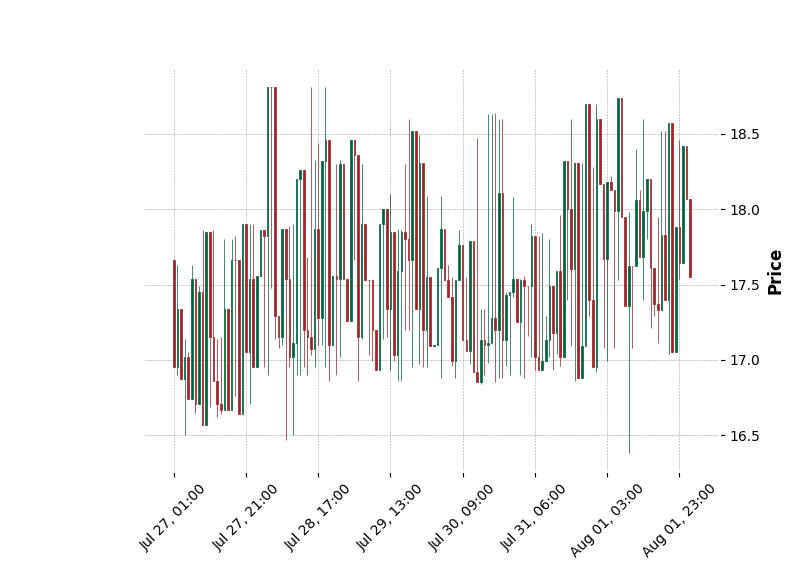 18.5
18.0
17.5
17.0
16.5
Price
Jul 27, 01:00
Jul 27, 21:00
Jul 28, 17:00
Jul 29, 13:00
Jul 30, 09:00
Jul 31, 06:00
Aug 01, 03:00
Aug 01, 23:00